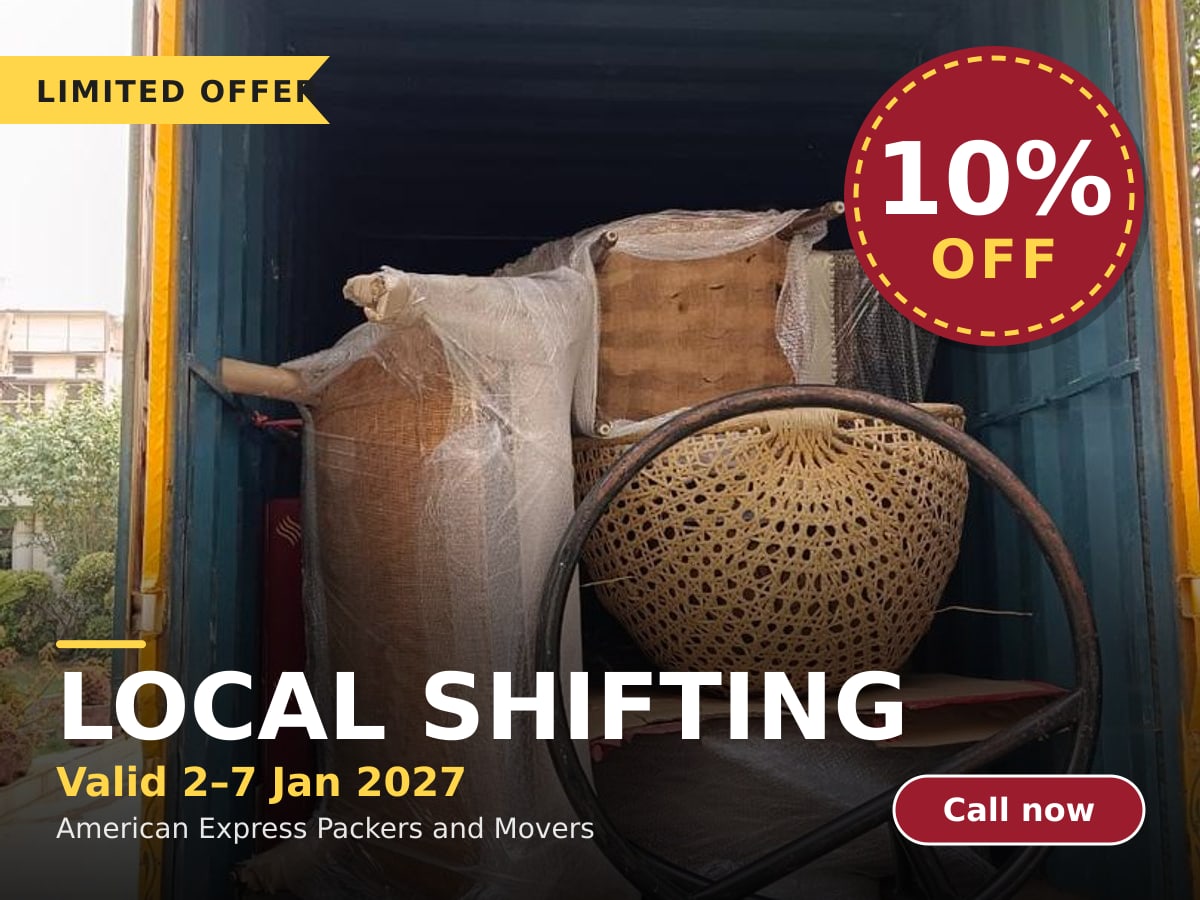 LIMITED OFFER
10%
OFF
LOCAL SHIFTING
Valid 2–7 Jan 2027
American Express Packers and Movers
Call now